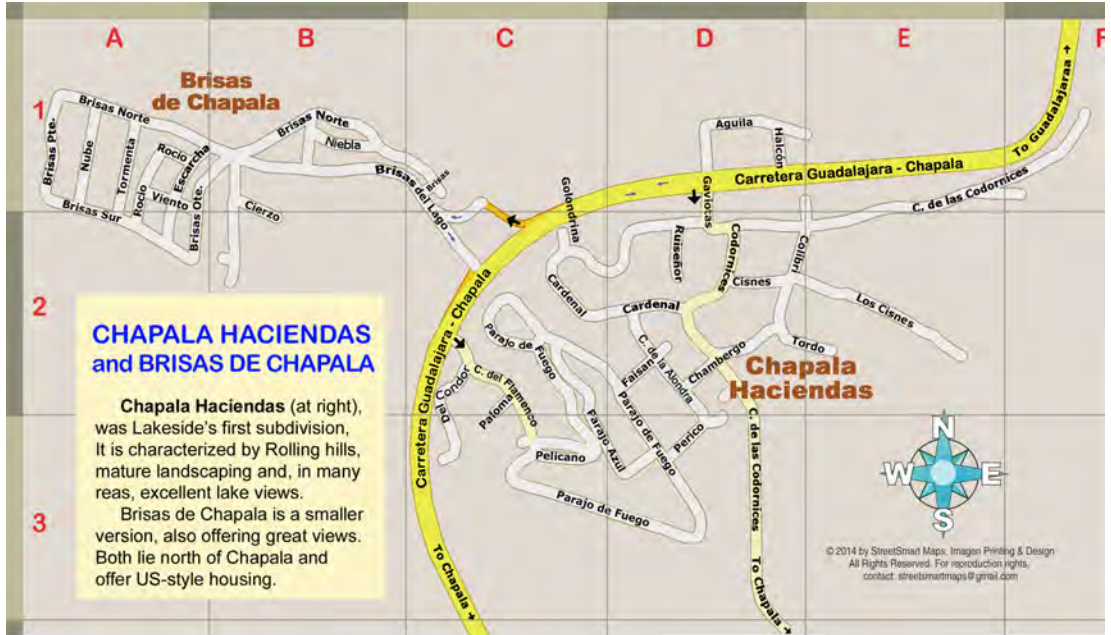 A B C D E F
1
2
3
Brisas
de Chapala
Brisas Norte
Brisas Pte.
Nube
Tormenta
Rocio
Escarcha
Rocio
Viento
Brisas Ote.
Brisas Sur
Cierzo
Brisas Norte
Niebla
Brisas del Lago
Brisas
Golondrina
Aguila
Halcón
Gaviotas
Carretera Guadalajara - Chapala
To Guadalajaraa
C. de las Codornices
Ruiseñor
Codornices
Colibri
Cisnes
Los Cisnes
Cardenal
Cardenal
Tordo
Chambergo
Chapala
Haciendas
Carretera Guadalajara - Chapala
Parajo de Fuego
C. de la Alondra
Faisan
Del Condor
C. del Flamenco
Paloma
Pelicano
Parajo Azul
Parajo de Fuego
Perico
Parajo de Fuego
C. de las Codornices
To Chapala
To Chapala
CHAPALA HACIENDAS
and BRISAS DE CHAPALA
Chapala Haciendas (at right),
was Lakeside's first subdivision,
It is characterized by Rolling hills,
mature landscaping and, in many
reas, excellent lake views.
Brisas de Chapala is a smaller
version, also offering great views.
Both lie north of Chapala and
offer US-style housing.
N
W E
S
© 2014 by StreetSmart Maps, Imagen Printing & Design
All Rights Reserved. For reproduction rights,
contact: streetsmartmaps@gmail.com